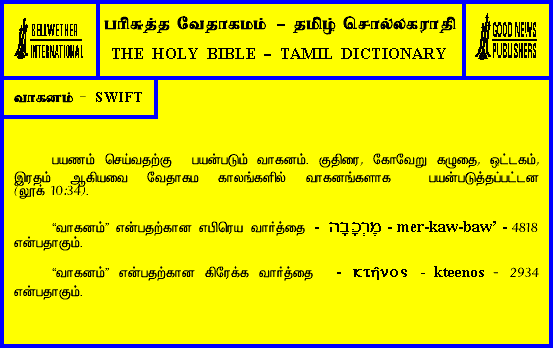 BELLWETHER
INTERNATIONAL
பரிசுத்த வேதாகமம் – தமிழ் சொல்லகராதி
THE HOLY BIBLE – TAMIL DICTIONARY
GOOD NEWS
PUBLISHERS
வாகனம் – SWIFT
பயணம் செய்வதற்கு பயன்படும் வாகனம். குதிரை, கோவேறு கழுதை, ஒட்டகம்,
இரதம் ஆகியவை வேதாகம காலங்களில் வாகனங்களாக பயன்படுத்தப்பட்டன
(லூக் 10:34).
“வாகனம்” என்பதற்கான எபிரெய வார்த்தை - מֶרְכָּבָה - mer-kaw-baw’ - 4818
என்பதாகும்.
“வாகனம்” என்பதற்கான கிரேக்க வார்த்தை - κτῆνος - kteenos – 2934
என்பதாகும்.